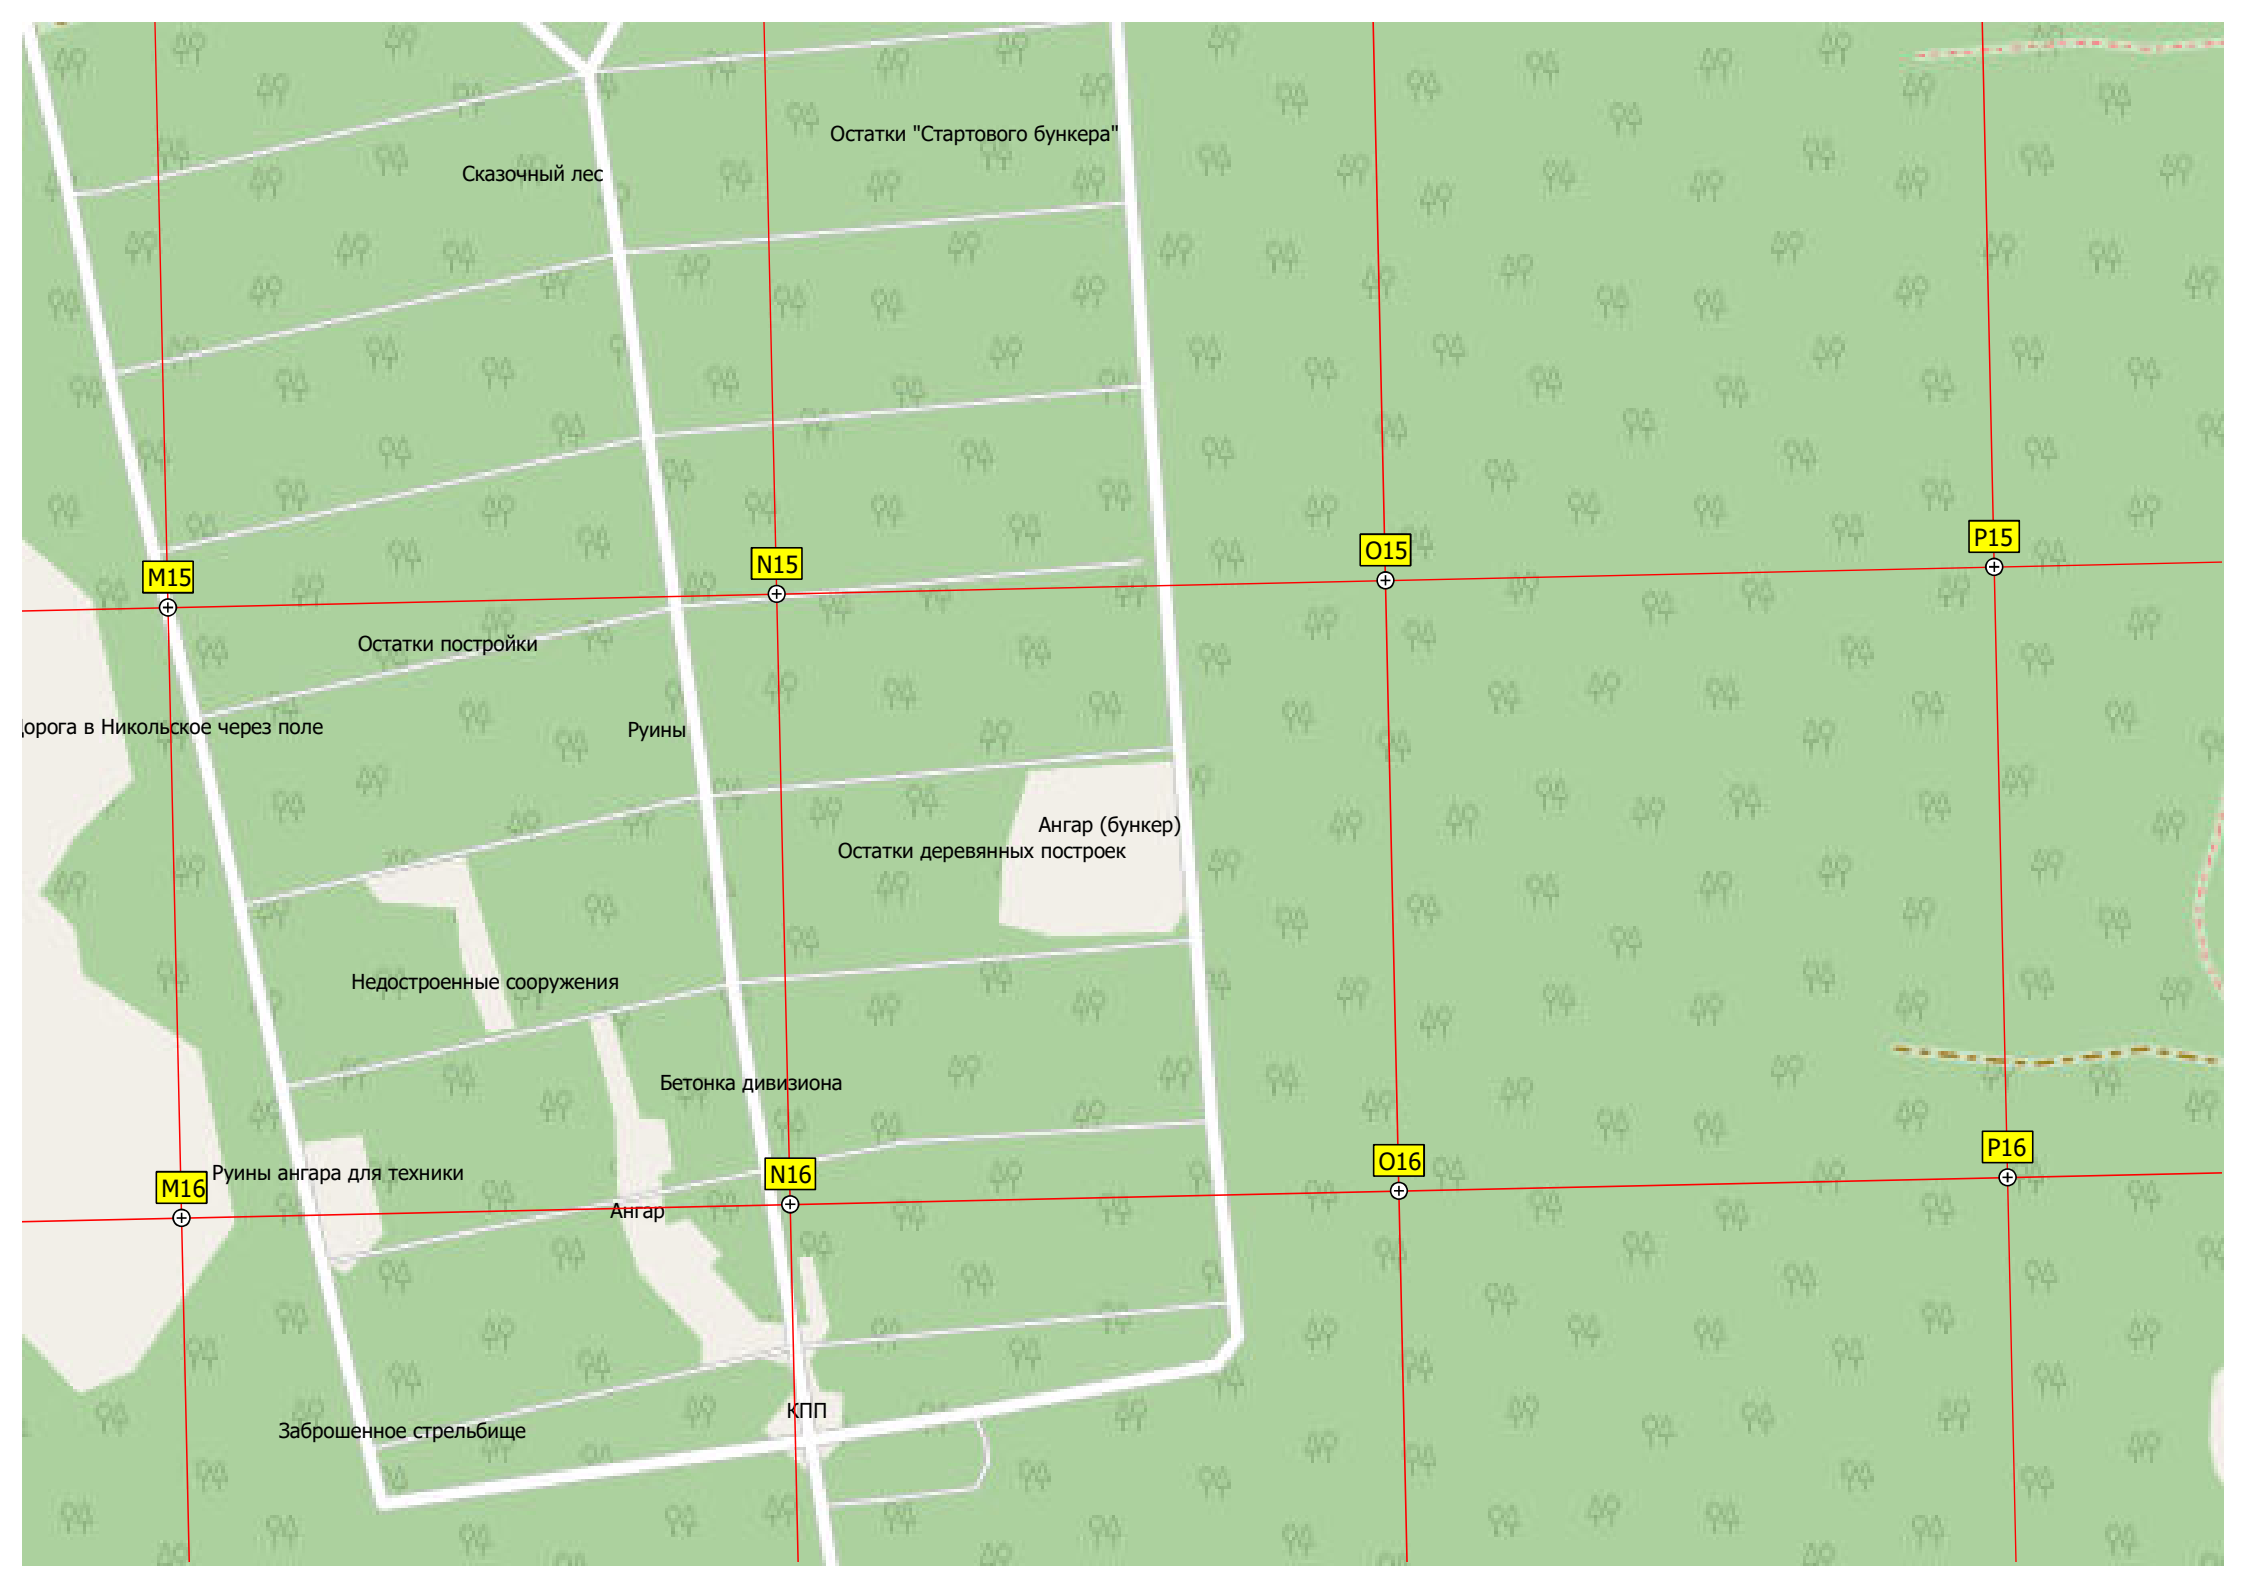 Остатки "Стартового бункера"
Сказочный лес
P15
O15
N15
M15
Остатки постройки
орога в Никольское через поле
Руины
Ангар (бункер)
Остатки деревянных построек
Недостроенные сооружения
Бетонка дивизиона
P16
O16
N16
M16
Руины ангара для техники
Ангар
КПП
Заброшенное стрельбище